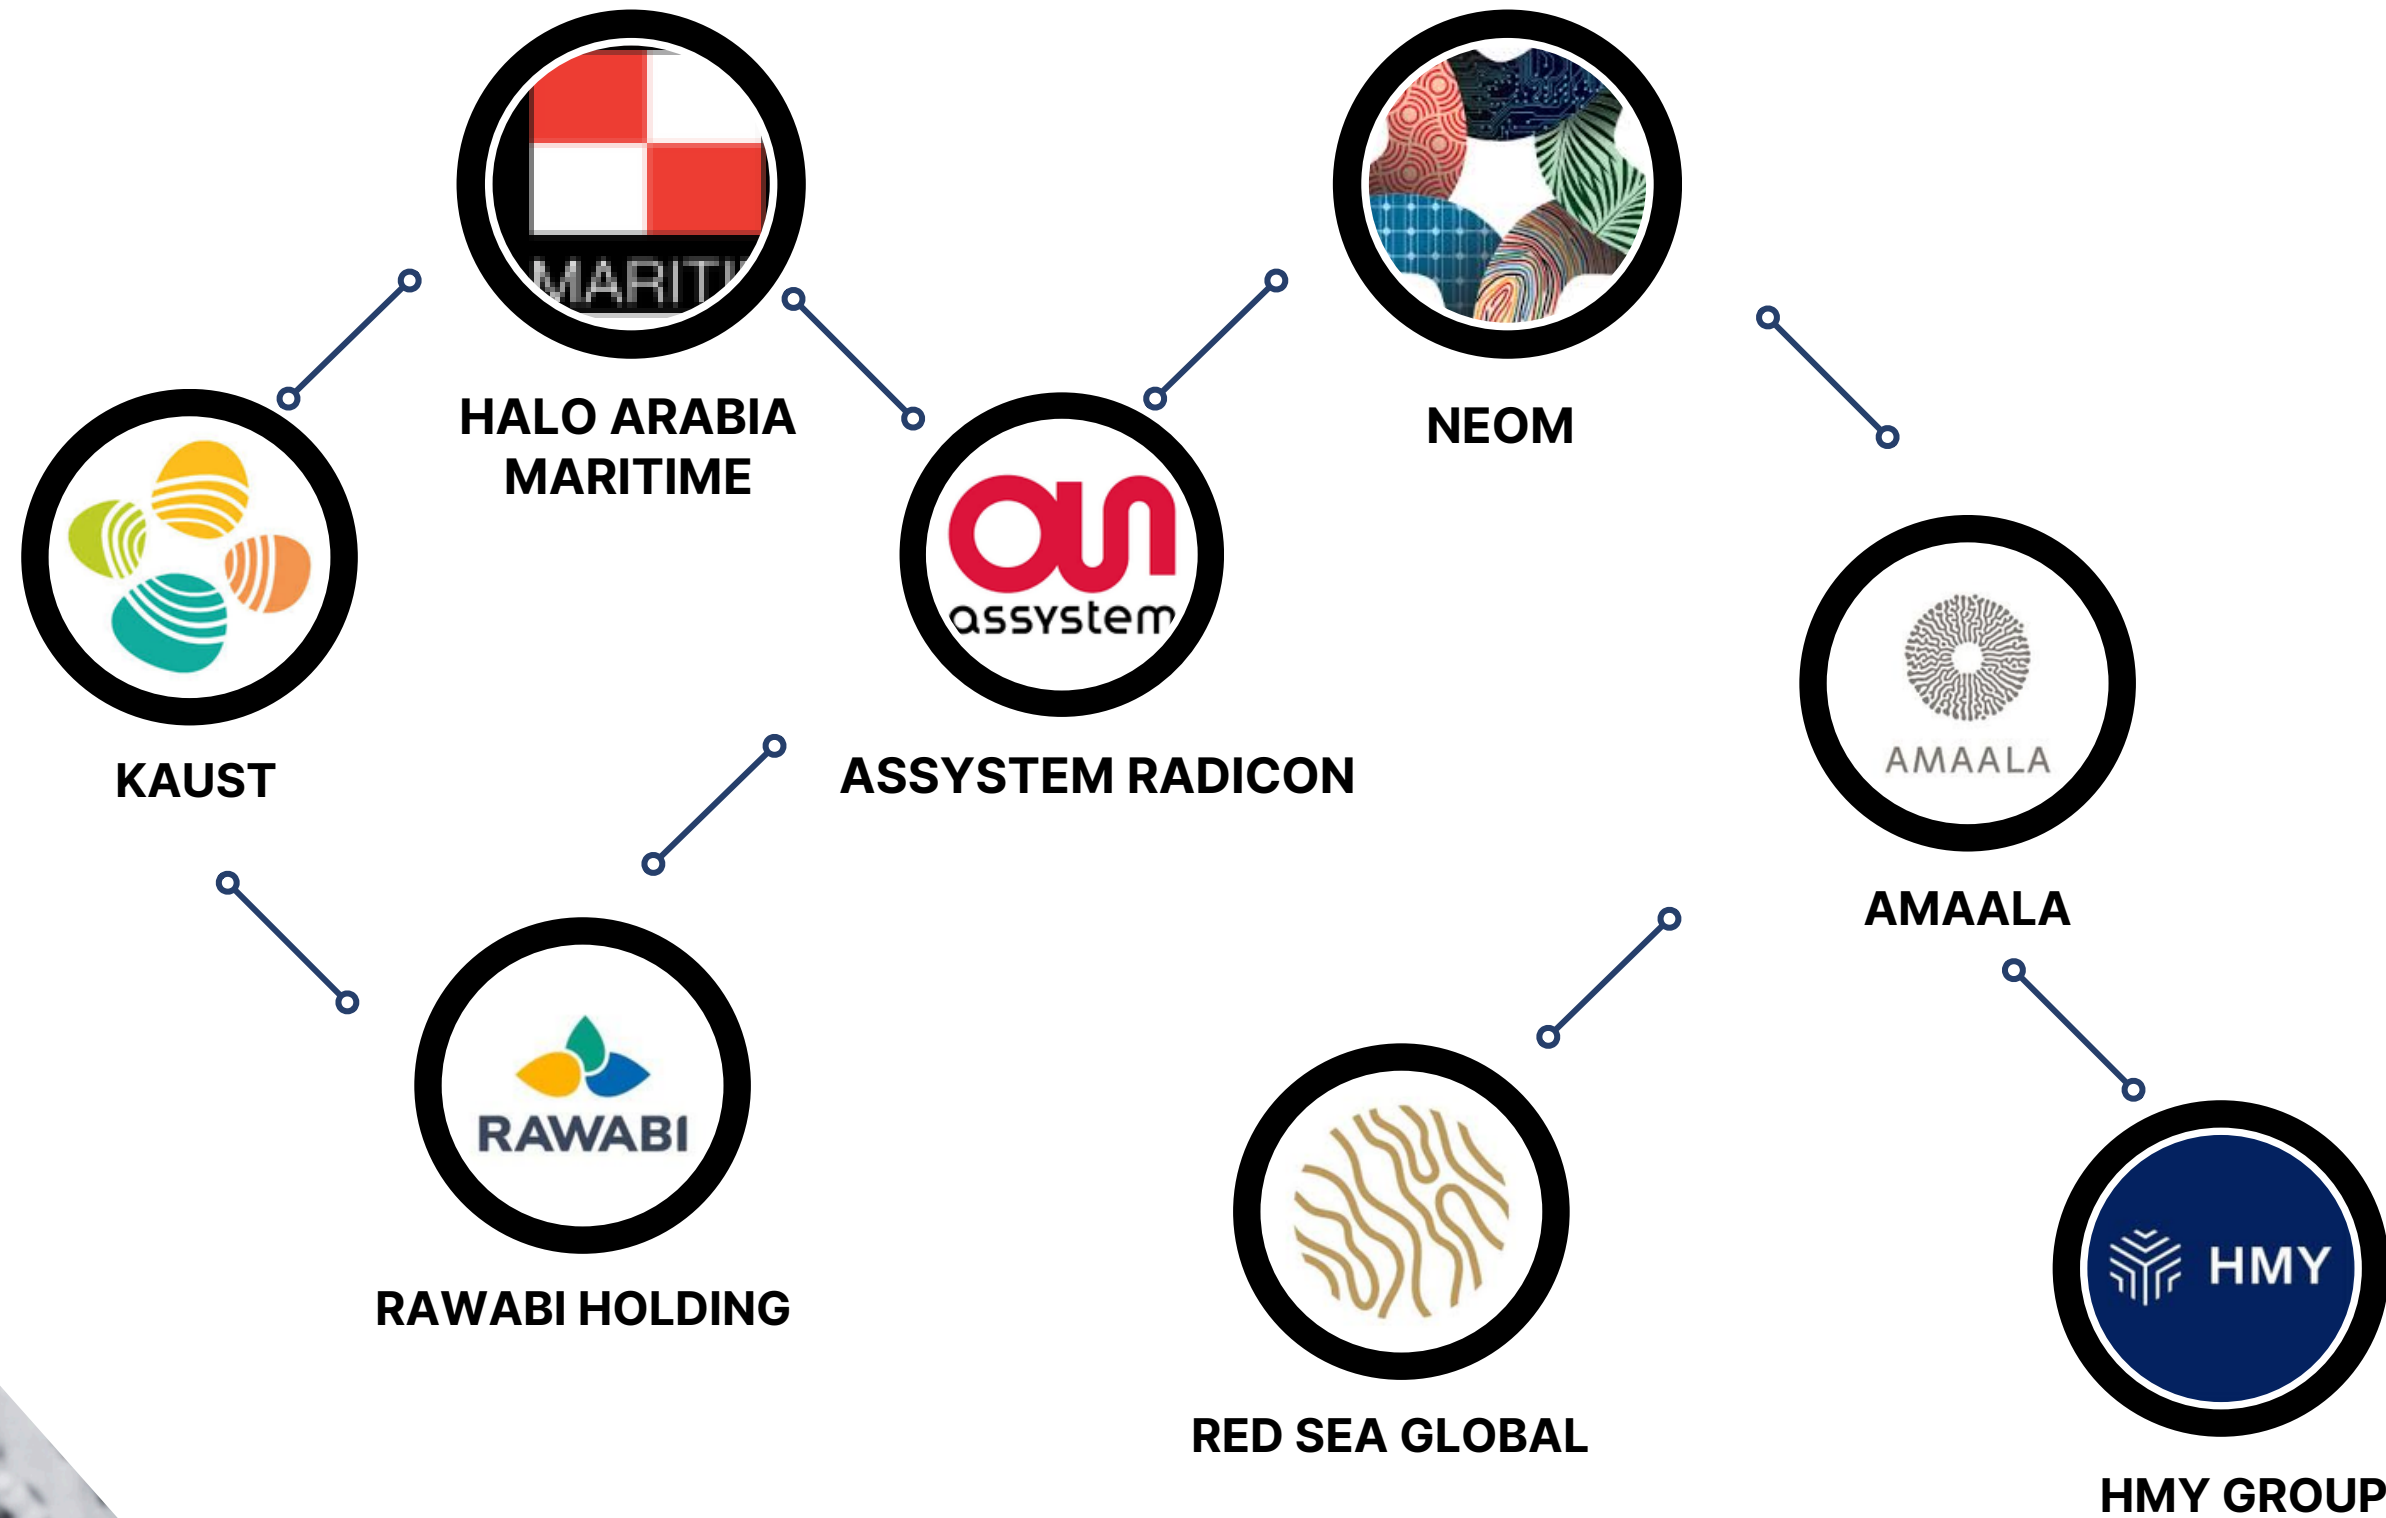 MARITI
HALO ARABIA
MARITIME
NEOM
assystem
KAUST
ASSYSTEM RADICON
AMAALA
AMAALA
RAWABI
RAWABI HOLDING
HMY
RED SEA GLOBAL
HMY GROUP